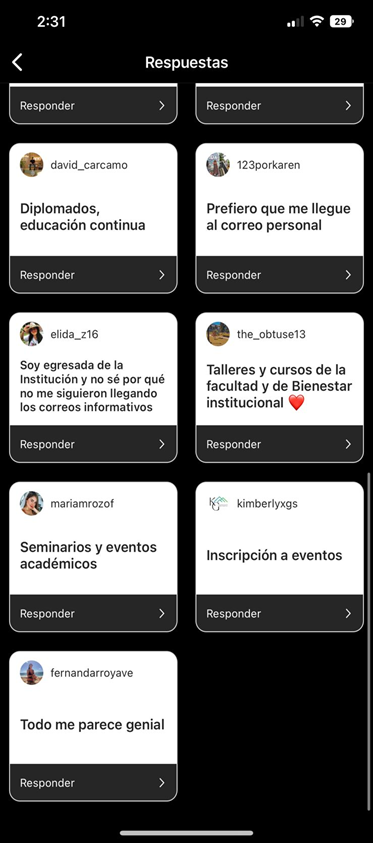 2:31
29
Respuestas
Responder
Responder
david_carcamo
Diplomados,
educación continua
Responder
123porkaren
Prefiero que me llegue
al correo personal
Responder
elida_z16
Soy egresada de la
Institución y no sé por qué
no me siguieron llegando
los correos informativos
Responder
the_obtuse13
Talleres y cursos de la
facultad y de Bienestar
institucional ❤️
Responder
mariamrozof
Seminarios y eventos
académicos
Responder
kimberlyxgs
Inscripción a eventos
Responder
fernandarroyave
Todo me parece genial
Responder